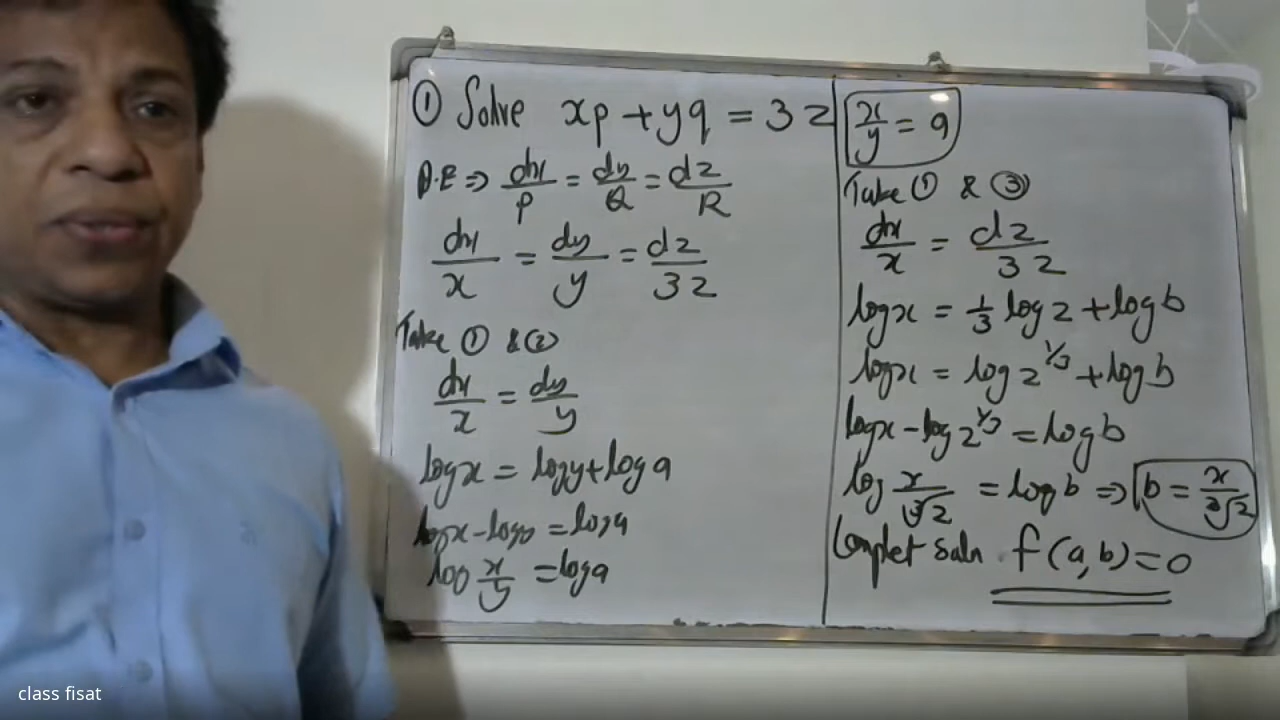 ① Solve xp + yq = 3z
A.E ⇒ dx/P = dy/Q = dz/R
dx/x = dy/y = dz/3z
Take ① & ②
dx/x = dy/y
log x = log y + log a
log x - log y = log a
log x/y = log a
x/y = a
Take ① & ③
dx/x = dz/3z
log x = 1/3 log z + log b
log x = log z^1/3 + log b
log x - log z^1/3 = log b
log x/∛z = log b ⇒ b = x/∛z
Complet soln. f(a,b) = 0
class fisat